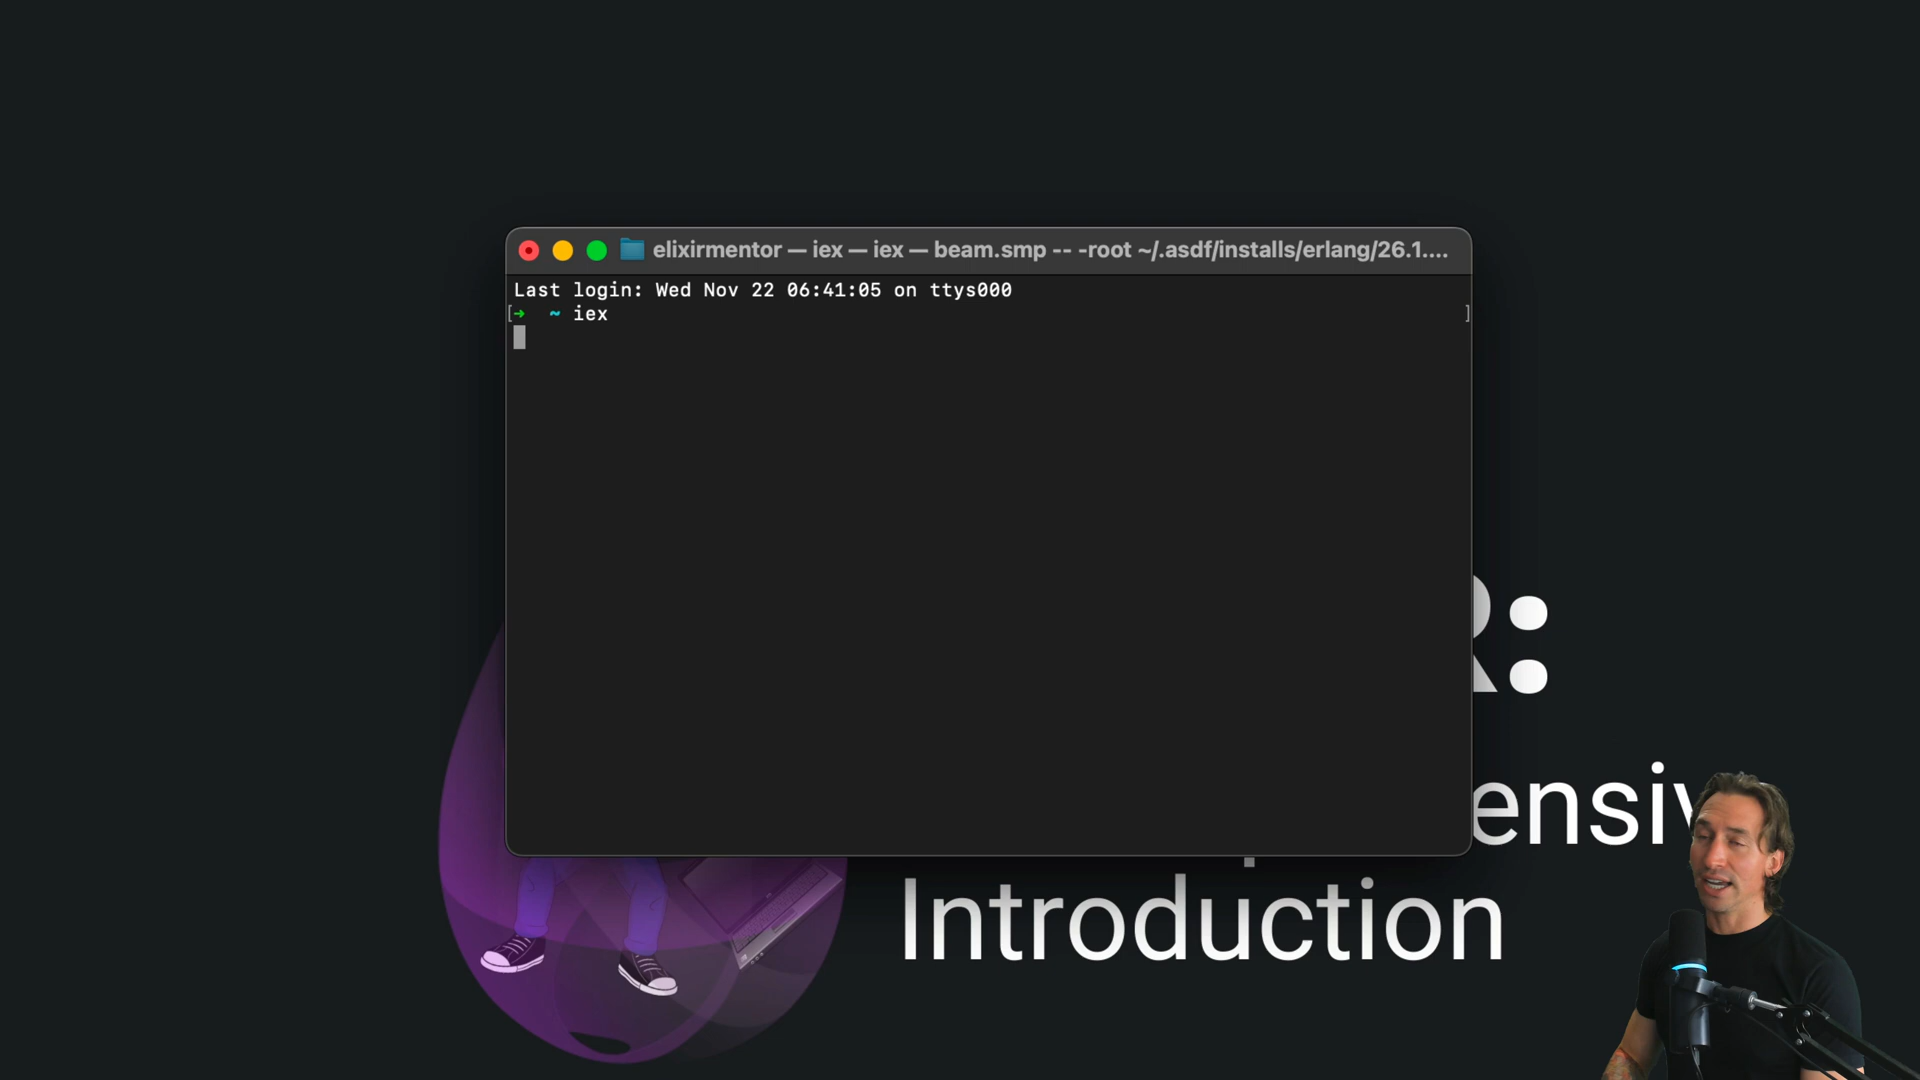 elixirmentor — iex — iex — beam.smp -- -root ~/.asdf/installs/erlang/26.1....
Last login: Wed Nov 22 06:41:05 on ttys000
[→ ~ iex ]
R:
ensiv
Introduction